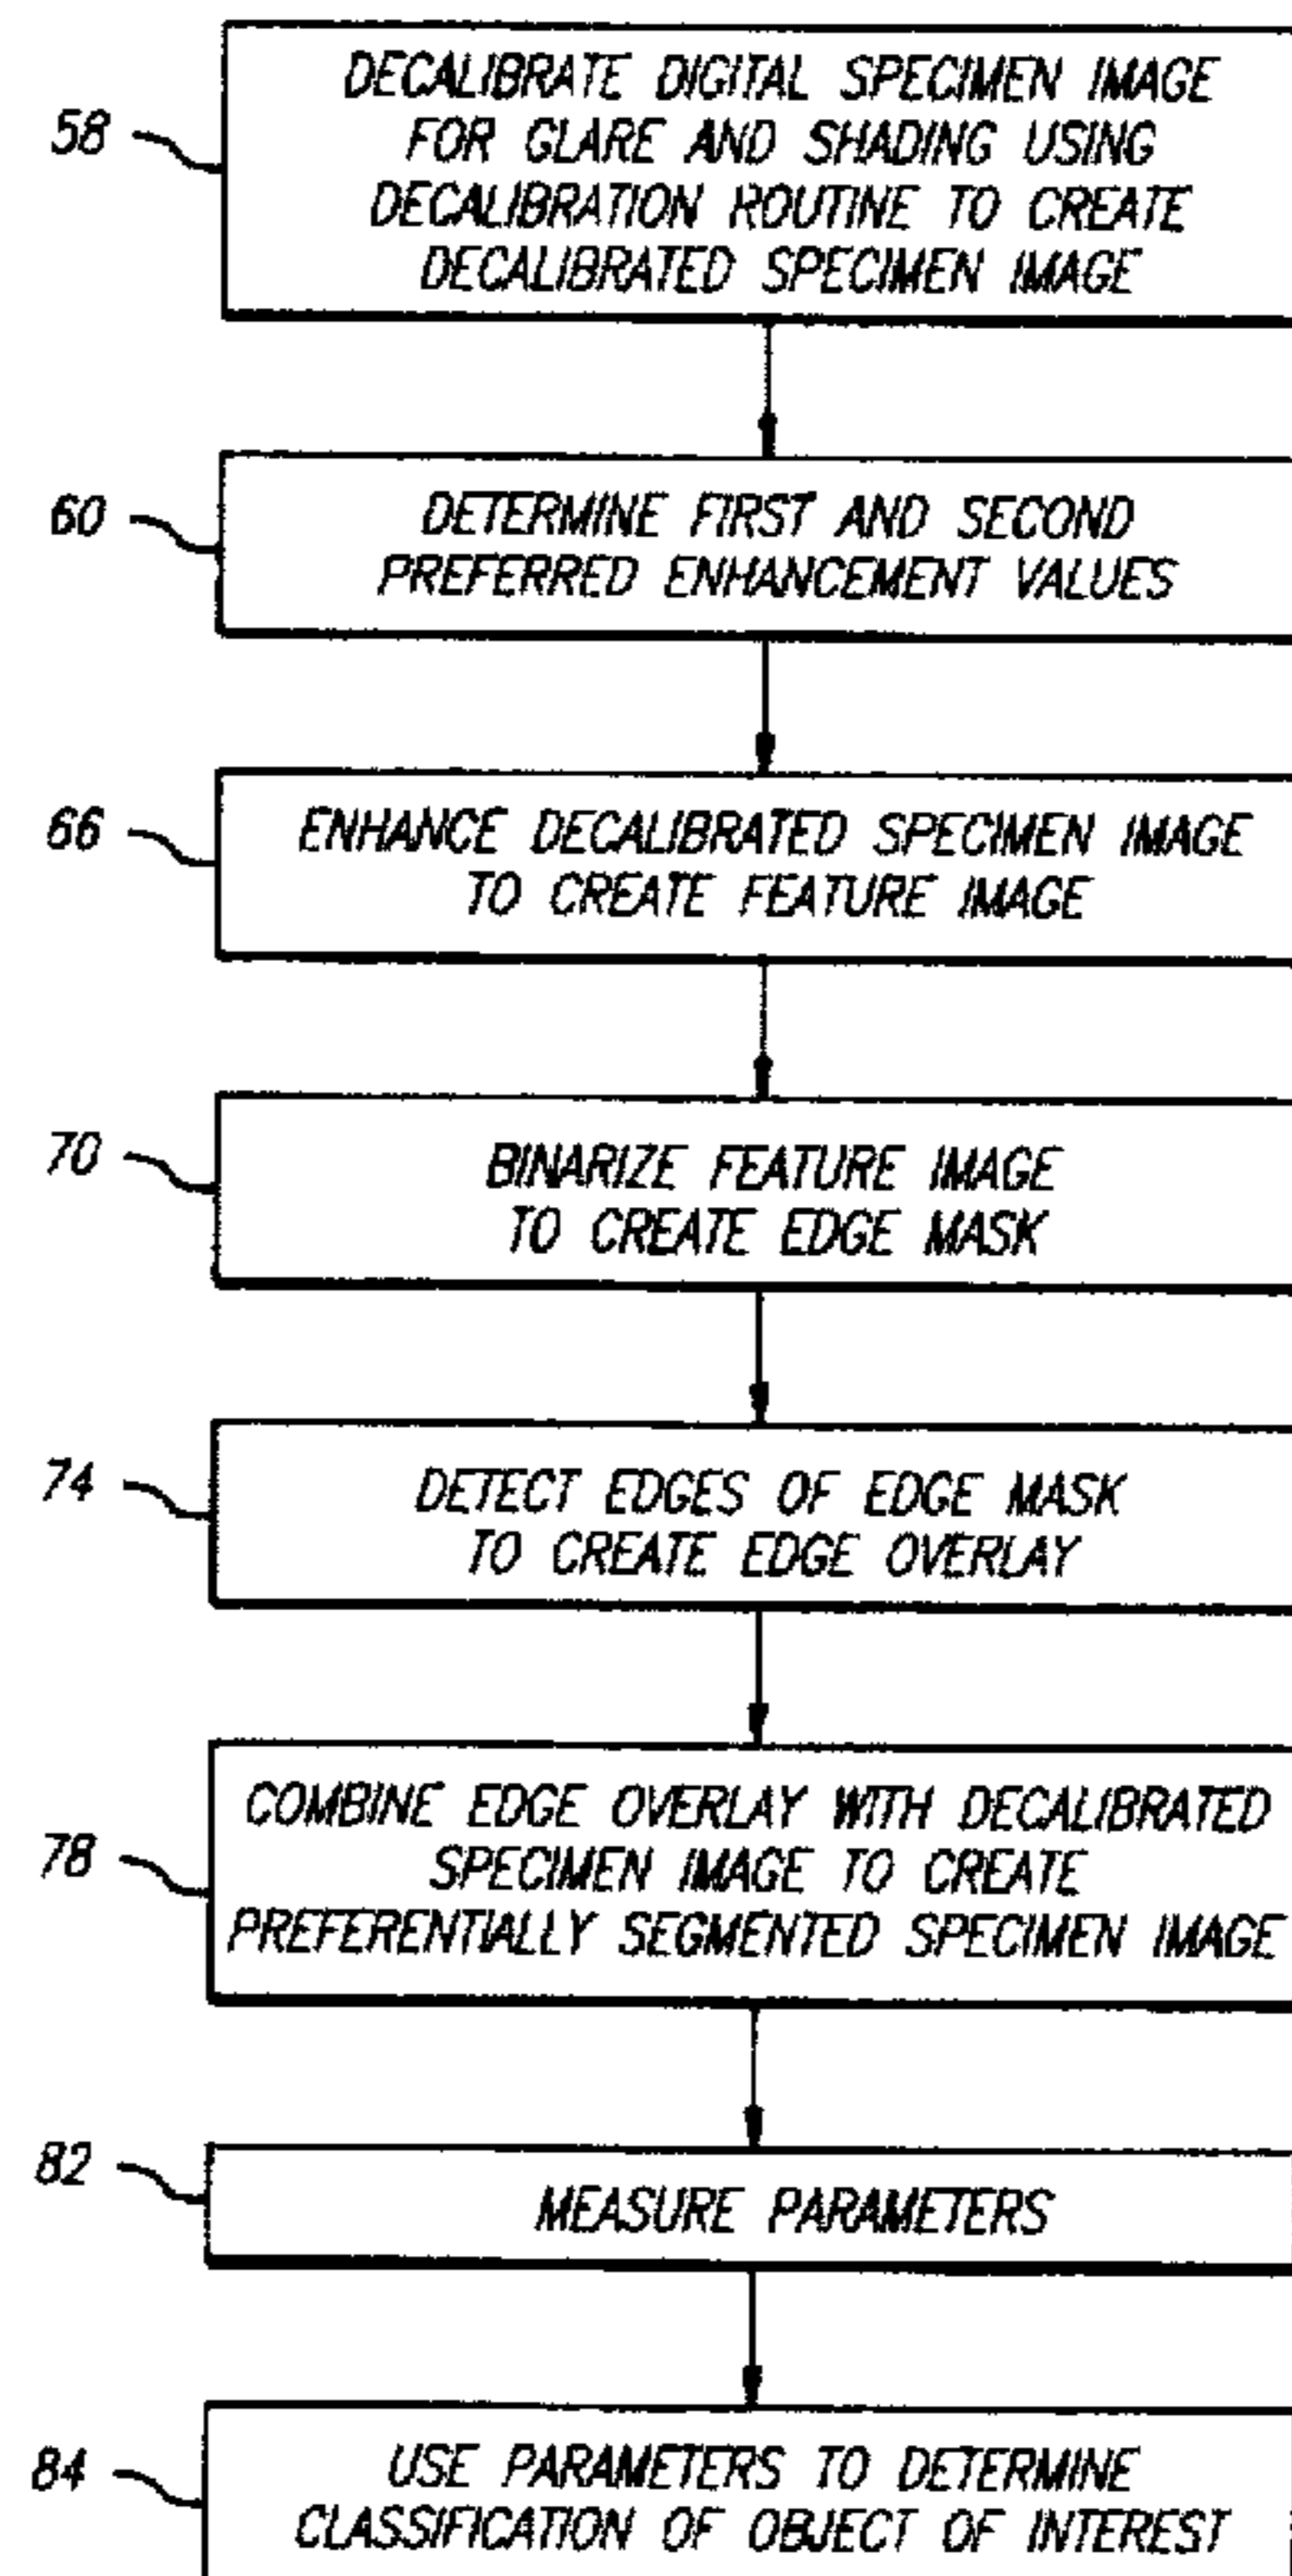 58
DECALIBRATE DIGITAL SPECIMEN IMAGE
FOR GLARE AND SHADING USING
DECALIBRATION ROUTINE TO CREATE
DECALIBRATED SPECIMEN IMAGE
60
DETERMINE FIRST AND SECOND
PREFERRED ENHANCEMENT VALUES
66
ENHANCE DECALIBRATED SPECIMEN IMAGE
TO CREATE FEATURE IMAGE
70
BINARIZE FEATURE IMAGE
TO CREATE EDGE MASK
74
DETECT EDGES OF EDGE MASK
TO CREATE EDGE OVERLAY
78
COMBINE EDGE OVERLAY WITH DECALIBRATED
SPECIMEN IMAGE TO CREATE
PREFERENTIALLY SEGMENTED SPECIMEN IMAGE
82
MEASURE PARAMETERS
84
USE PARAMETERS TO DETERMINE
CLASSIFICATION OF OBJECT OF INTEREST